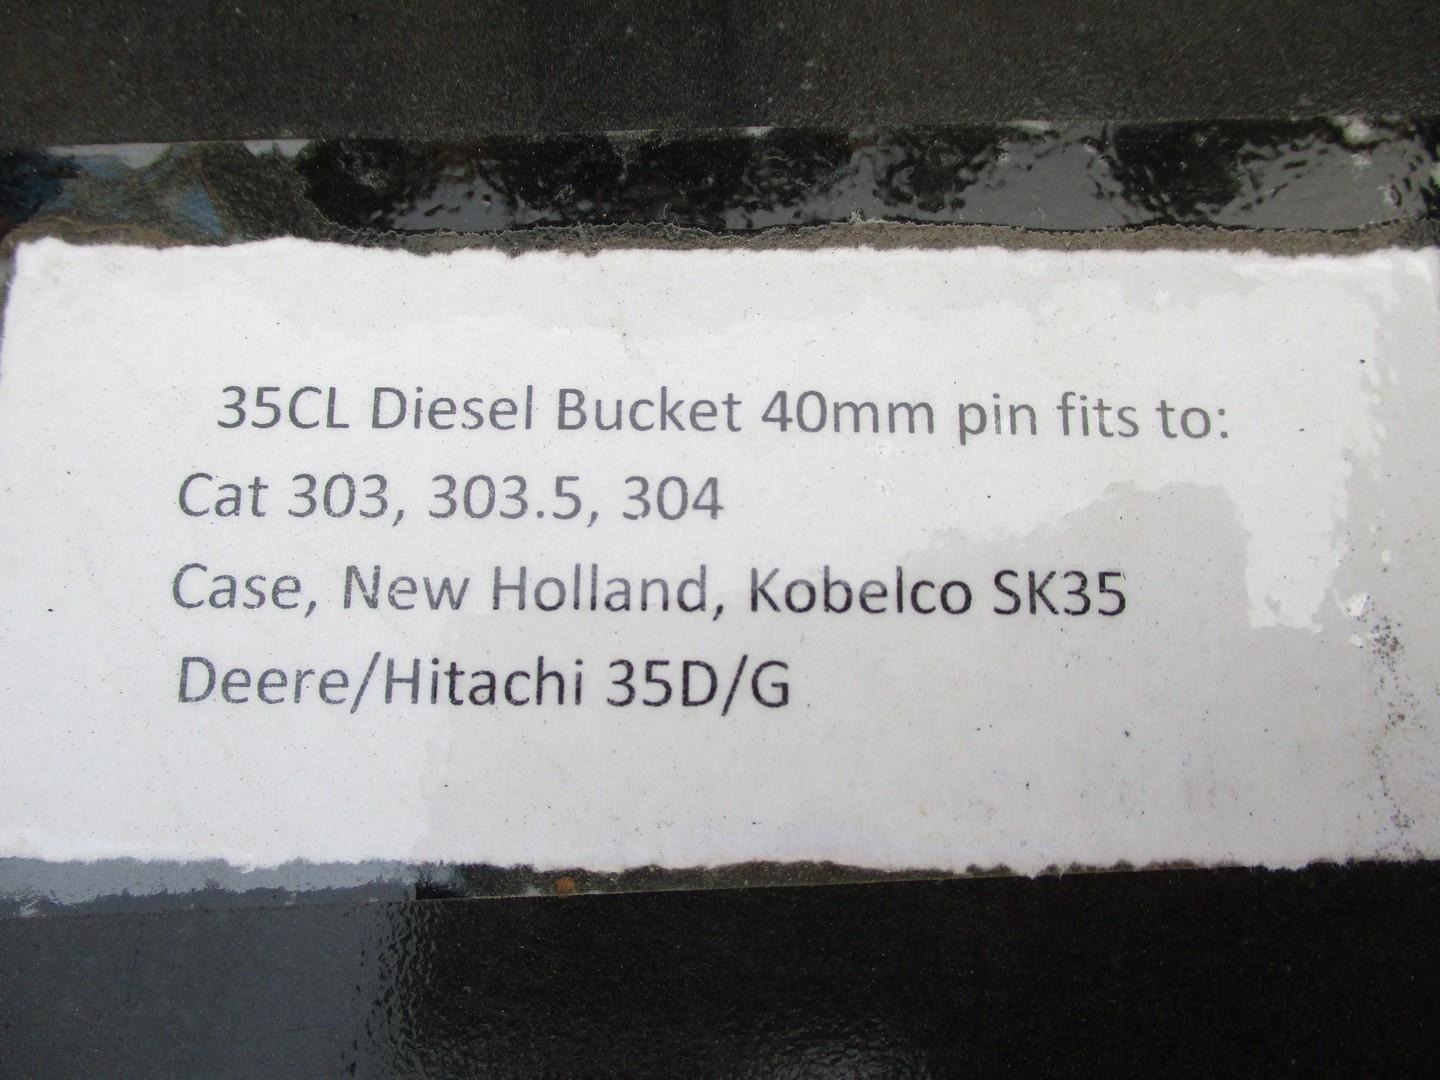 35CL Diesel Bucket 40mm pin fits to:
Cat 303, 303.5, 304
Case, New Holland, Kobelco SK35
Deere/Hitachi 35D/G